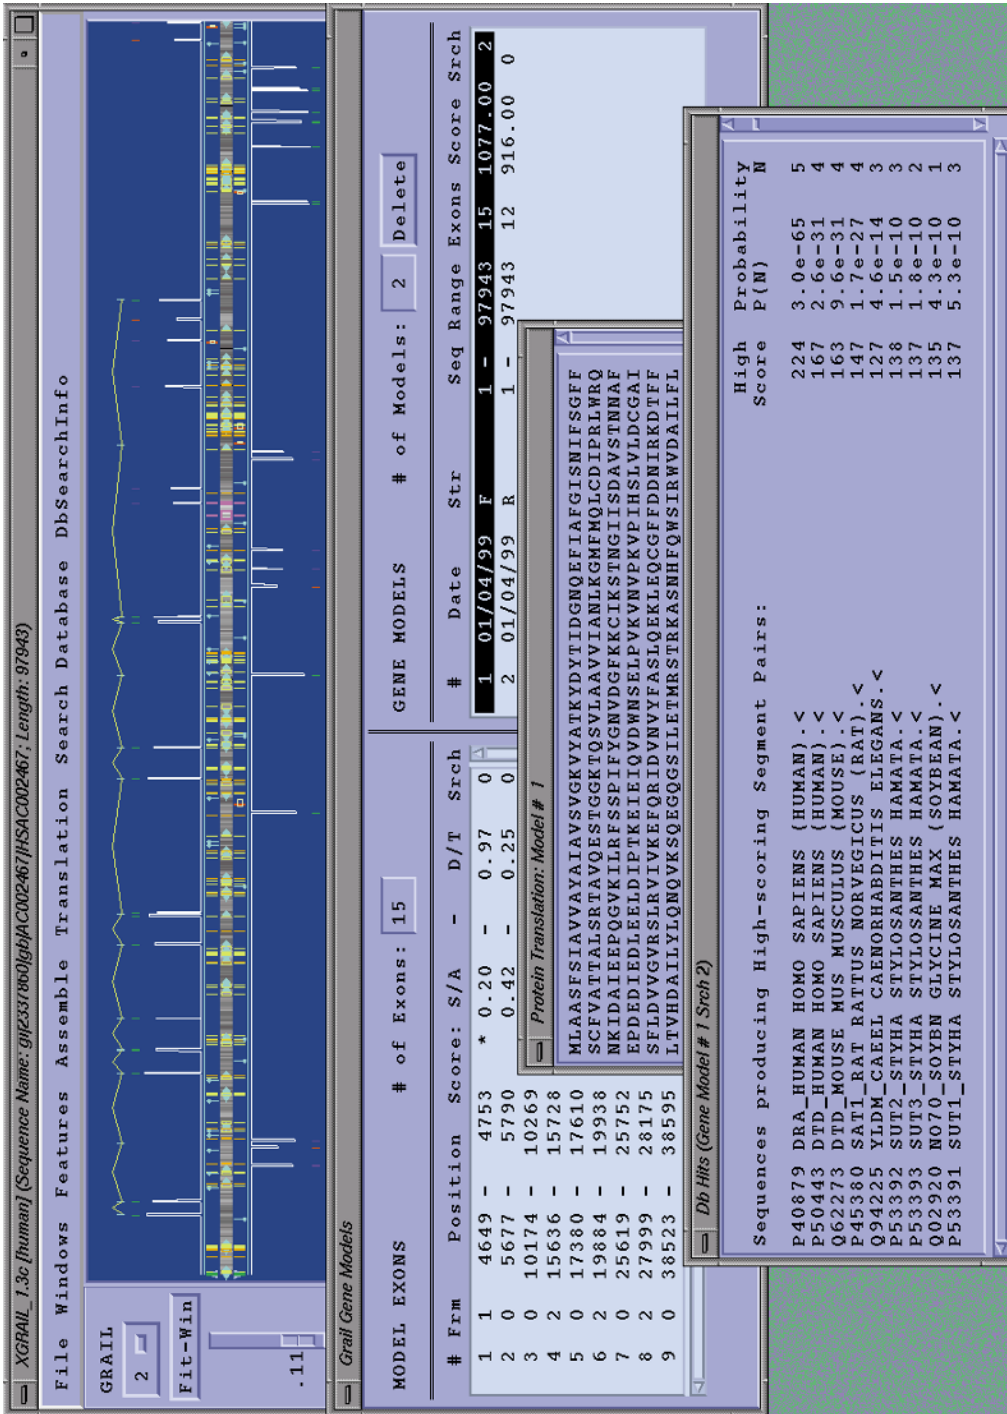 XGRAIL_1.3c [human] (Sequence Name: gi|2337860|gb|AC002467|HSAC002467; Length: 97943)
File Windows Features Assemble Translation Search Database DbSearchInfo
GRAIL
2
Fit-Win
.11
Grail Gene Models
MODEL EXONS # of Exons: 15
# Frm Position Score: S/A - D/T Srch
1 1 4649 - 4753 * 0.20 - 0.97 0
2 0 5677 - 5790 0.42 - 0.25 0
3 0 10174 - 10269
4 2 15636 - 15728
5 0 17380 - 17610
6 2 19884 - 19938
7 0 25619 - 25752
8 2 27999 - 28175
9 0 38523 - 38595
GENE MODELS # of Models: 2 Delete
# Date Str Seq Range Exons Score Srch
1 01/04/99 F 1 - 97943 15 1077.00 2
2 01/04/99 R 1 - 97943 12 916.00 0
Protein Translation: Model # 1
MLAASFSSIAVVAYAIAVSVGKVYATKYDYTIDGNQEFIAFGISNIFSGFF
SCFVATTALSRTAVQESTGGKTQSVLAAVVIANLKGMFMQLCDIPRLWRQ
NKIDAIEEPQGVKILRFSSPIFYGNVDGFKKCIKSTNGIISDAVSTNNAF
EPDEDIEDLEELDIPTKEIEIQVDWNSELPVKVNVPKVPIHSLVLDCGAI
SFLDVVGVRSLRVIVKEFQRIDVNVYFASLQEKLEQCGFFDDNIRKDTFF
LTVHDAILYLQNQVKSQEGQGSILETMRSTRKASNHFQWSIRWVDAILFL
Db Hits (Gene Model # 1 Srch 2)
High Probability
Sequences producing High-scoring Segment Pairs: Score P(N) N
P40879 DRA_HUMAN HOMO SAPIENS (HUMAN).< 224 3.0e-65 5
P50443 DTD_HUMAN HOMO SAPIENS (HUMAN).< 167 2.6e-31 4
Q62273 DTD_MOUSE MUS MUSCULUS (MOUSE).< 163 9.6e-31 4
P45380 SAT1_RAT RATTUS NORVEGICUS (RAT).< 147 1.7e-27 4
Q94225 YLDM_CAEEL CAENORHABDITIS ELEGANS.< 127 4.6e-14 3
P53392 SUT2_STYHA STYLOSANTHES HAMATA.< 138 1.5e-10 3
P53393 SUT3_STYHA STYLOSANTHES HAMATA.< 137 1.8e-10 2
Q02920 NO70_SOYBN GLYCINE MAX (SOYBEAN).< 135 4.3e-10 1
P53391 SUT1_STYHA STYLOSANTHES HAMATA.< 137 5.3e-10 3